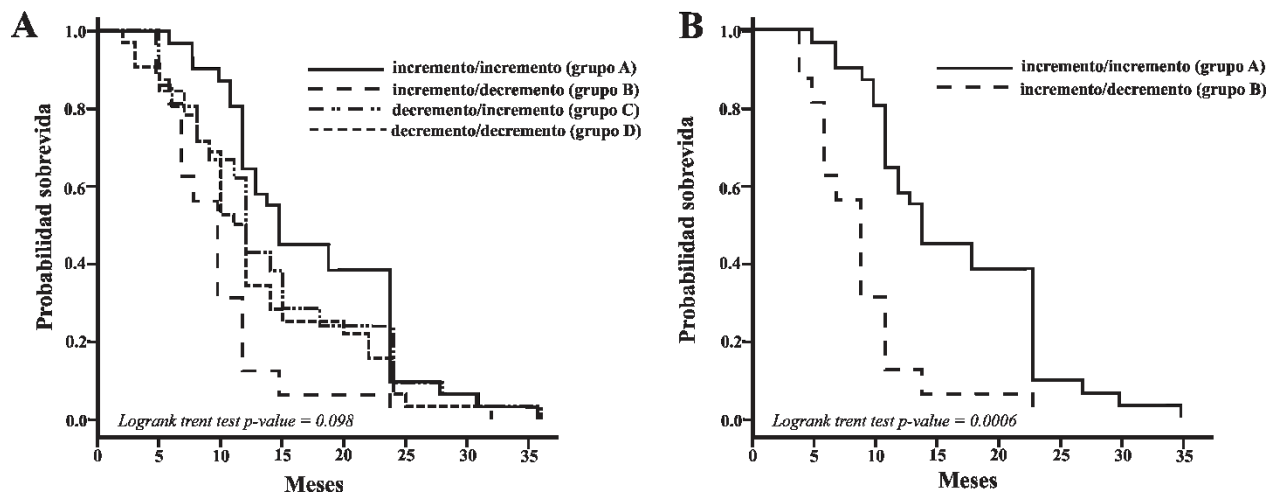 A
Probabilidad sobrevida
1.0
0.8
0.6
0.4
0.2
0.0
incremento/incremento (grupo A)
incremento/decremento (grupo B)
decremento/incremento (grupo C)
decremento/decremento (grupo D)
Logrank trent test p-value = 0.098
0 5 10 15 20 25 30 35
Meses
B
Probabilidad sobrevida
1.0
0.8
0.6
0.4
0.2
0.0
incremento/incremento (grupo A)
incremento/decremento (grupo B)
Logrank trent test p-value = 0.0006
0 5 10 15 20 25 30 35
Meses